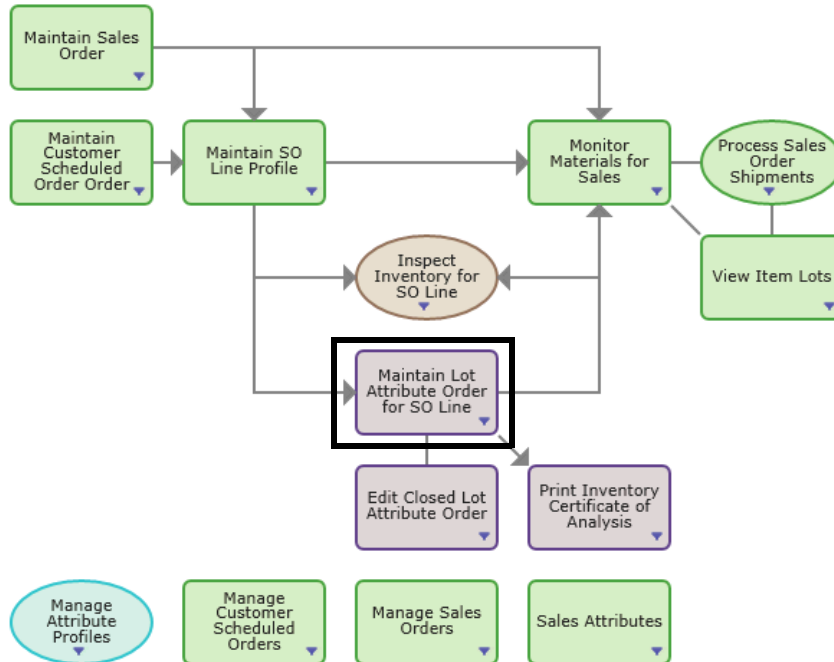 Maintain Sales
Order
Maintain
Customer
Scheduled
Order Order
Maintain SO
Line Profile
Monitor
Materials for
Sales
Process Sales
Order
Shipments
View Item Lots
Inspect
Inventory for
SO Line
Maintain Lot
Attribute Order
for SO Line
Edit Closed Lot
Attribute Order
Print Inventory
Certificate of
Analysis
Manage
Attribute
Profiles
Manage
Customer
Scheduled
Orders
Manage Sales
Orders
Sales Attributes